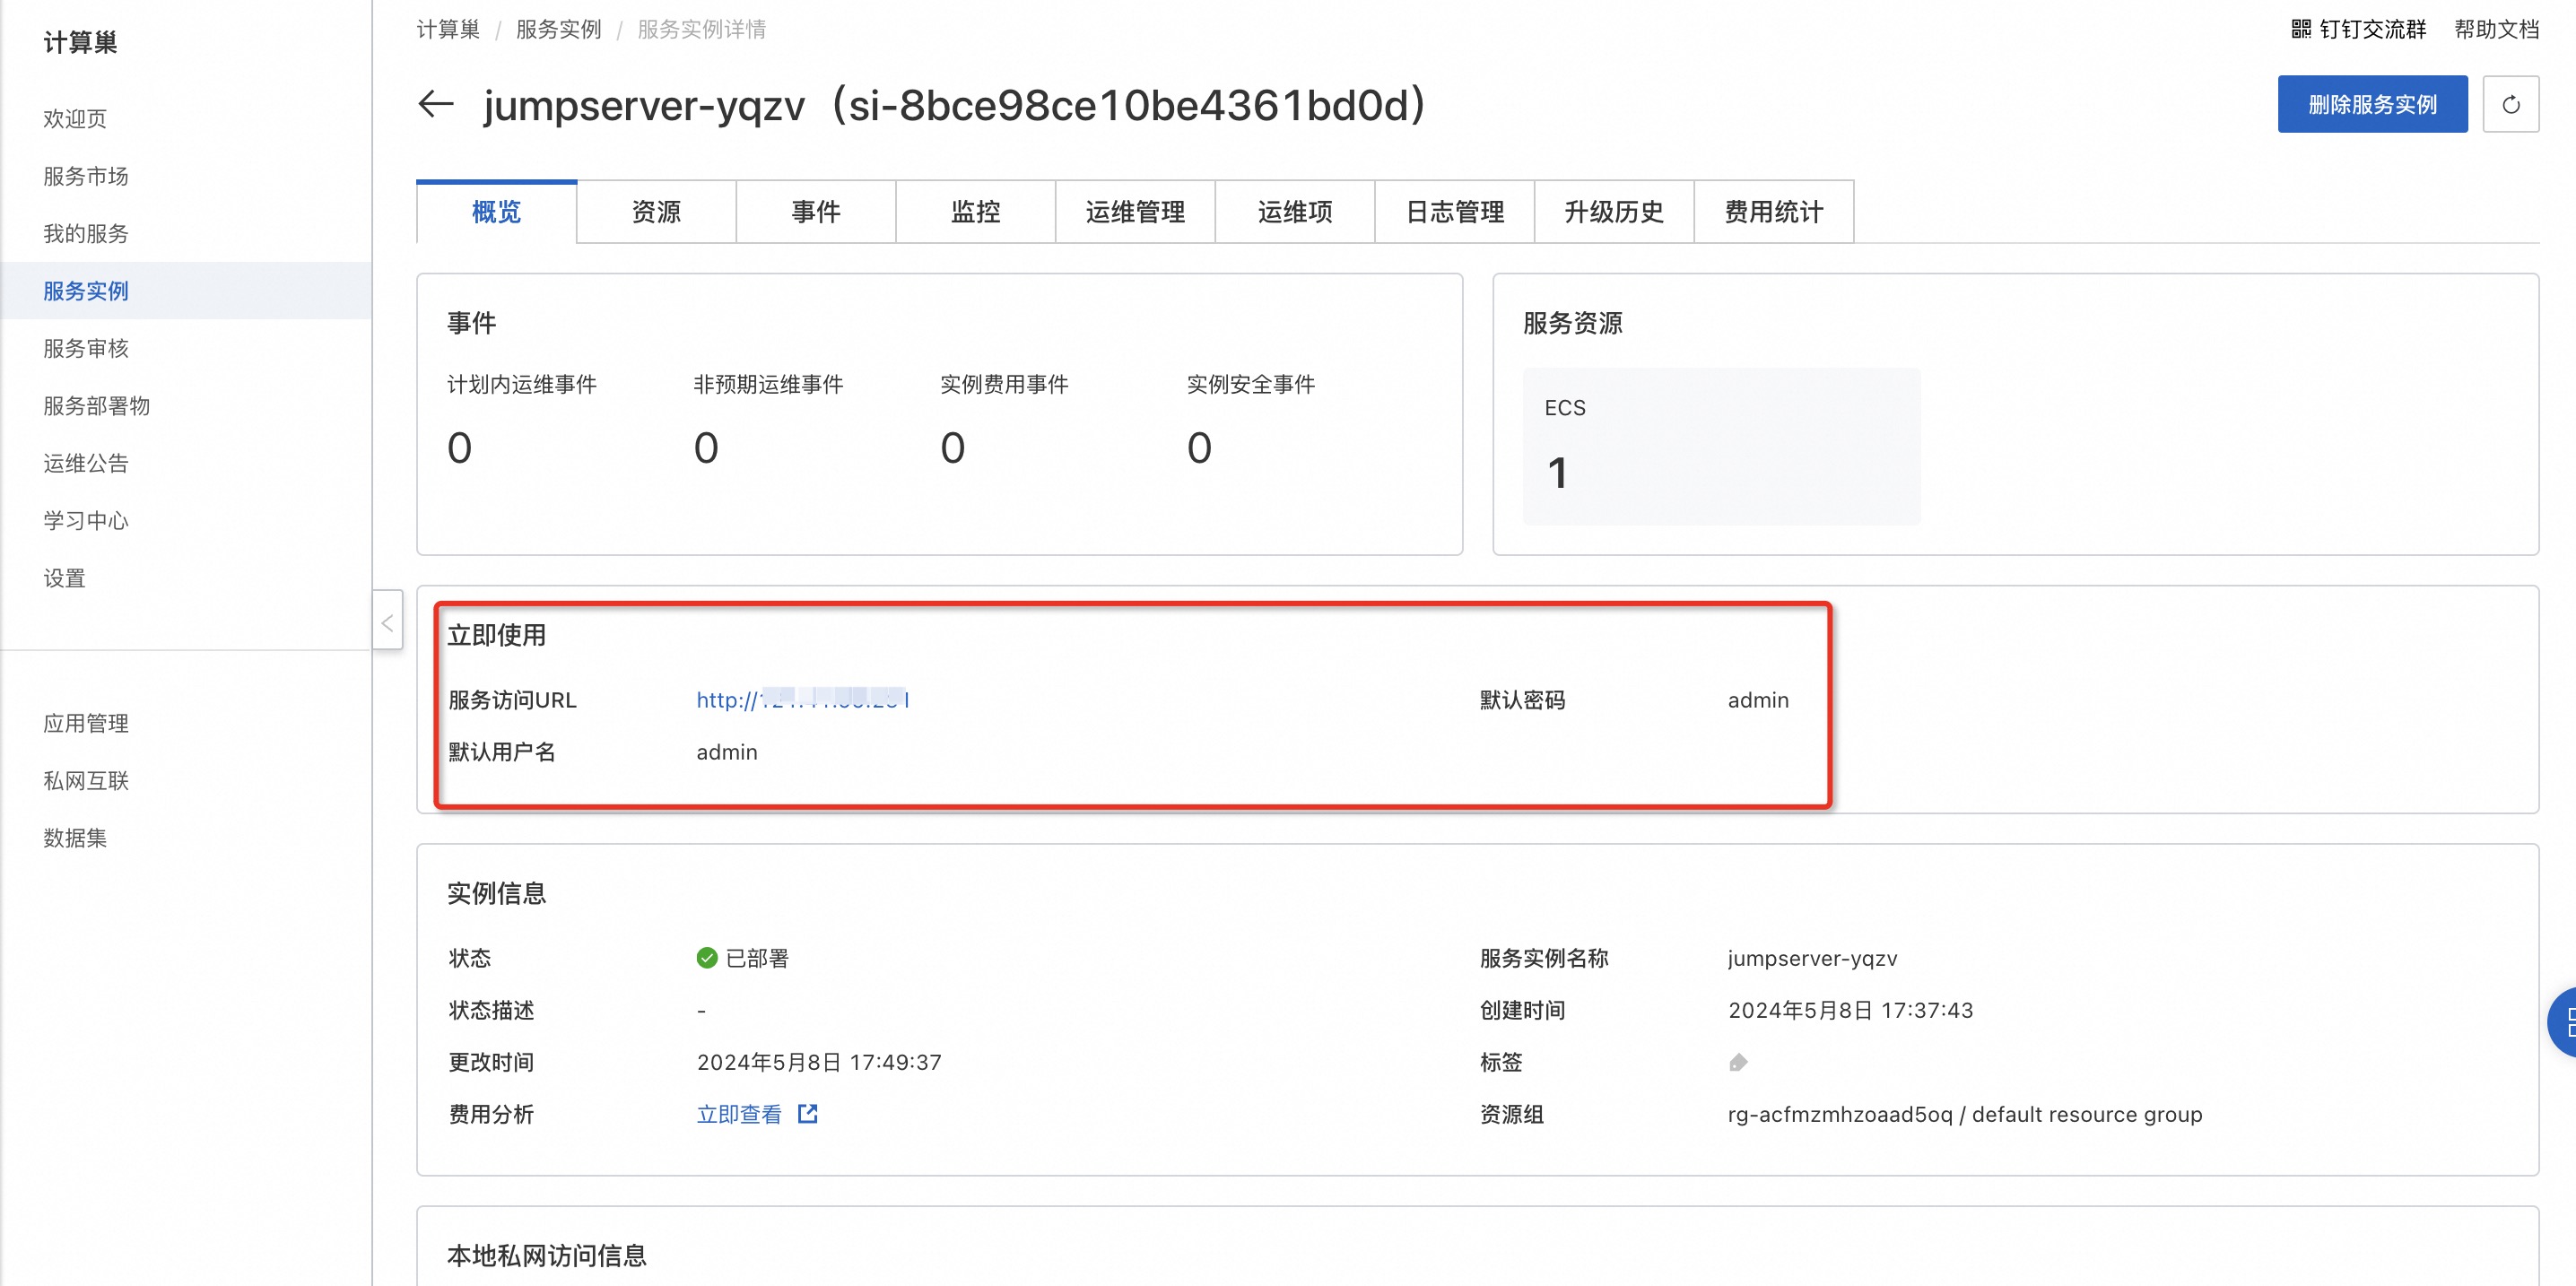 计算巢
欢迎页
服务市场
我的服务
服务实例
服务审核
服务部署物
运维公告
学习中心
设置
应用管理
私网互联
数据集
计算巢 / 服务实例 / 服务实例详情
钉钉交流群 帮助文档
jumpserver-yqzv（si-8bce98ce10be4361bd0d）
删除服务实例
概览 资源 事件 监控 运维管理 运维项 日志管理 升级历史 费用统计
事件
计划内运维事件 非预期运维事件 实例费用事件 实例安全事件
0 0 0 0
服务资源
ECS
1
立即使用
服务访问URL http:// 默认密码 admin
默认用户名 admin
实例信息
状态 已部署 服务实例名称 jumpserver-yqzv
状态描述 - 创建时间 2024年5月8日 17:37:43
更改时间 2024年5月8日 17:49:37 标签
费用分析 立即查看 资源组 rg-acfmzmhzoaad5oq / default resource group
本地私网访问信息